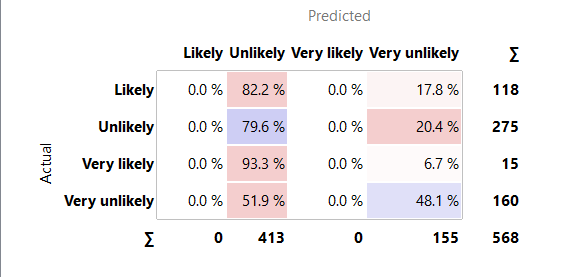 Predicted
Likely Unlikely Very likely Very unlikely ∑
Likely 0.0 % 82.2 % 0.0 % 17.8 % 118
Unlikely 0.0 % 79.6 % 0.0 % 20.4 % 275
Very likely 0.0 % 93.3 % 0.0 % 6.7 % 15
Very unlikely 0.0 % 51.9 % 0.0 % 48.1 % 160
∑ 0 413 0 155 568
Actual